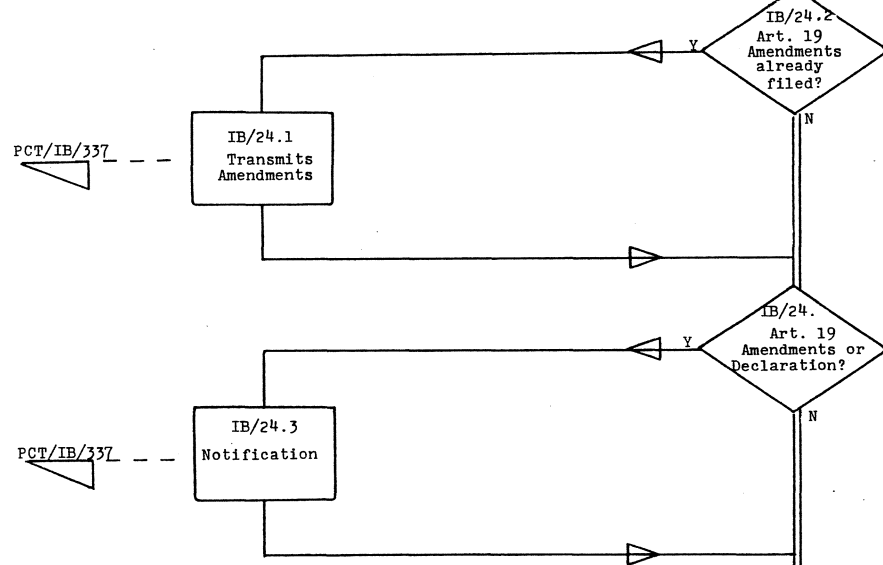 IB/24.2
Art. 19
Amendments
already
filed?
Y
N
IB/24.1
Transmits
Amendments
PCT/IB/337
IB/24.
Art. 19
Amendments or
Declaration?
Y
N
IB/24.3
Notification
PCT/IB/337